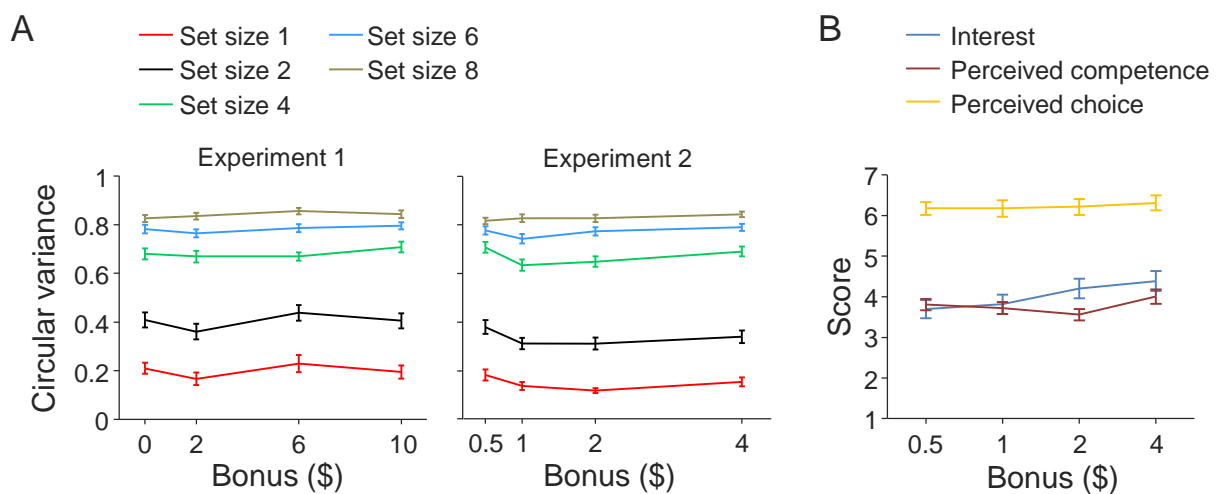 A
Set size 1
Set size 2
Set size 4
Set size 6
Set size 8
Experiment 1
Experiment 2
Circular variance
1
0.8
0.6
0.4
0.2
0
0 2 6 10
Bonus ($)
0.5 1 2 4
Bonus ($)
B
Interest
Perceived competence
Perceived choice
Score
7
6
5
4
3
2
1
0.5 1 2 4
Bonus ($)